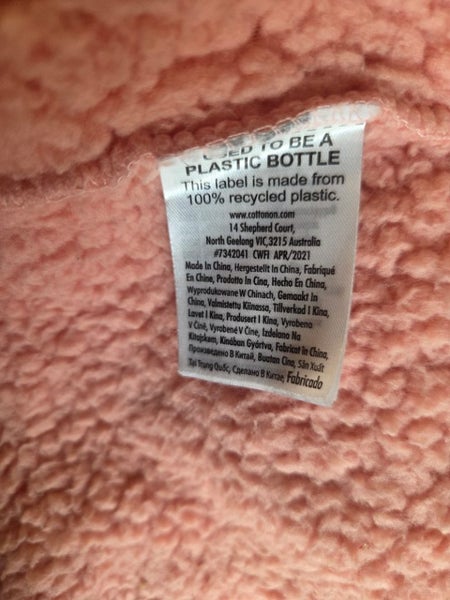 USED TO BE A
PLASTIC BOTTLE
This label is made from
100% recycled plastic.
www.cottonon.com
14 Shepherd Court,
North Geelong VIC,3215 Australia
#7342041 CWFI APR/2021
Made In China, Hergestellt In China, Fabriqué
En Chine, Prodotto In Cina, Hecho En China,
Wyprodukowane W Chinach, Gemaakt In
China, Valmistettu Kiinassa, Tillverkad I Kina,
Lavet I Kina, Produsert I Kina, Vyrobeno
V Číně, Vyrobené V Číne, Izdelano Na
Kitajskem, Kínában Gyártva, Fabricat In China,
Произведено В Китай, Buatan Cina, Sản Xuất
Tại Trung Quốc, Сделано В Китае, Fabricado